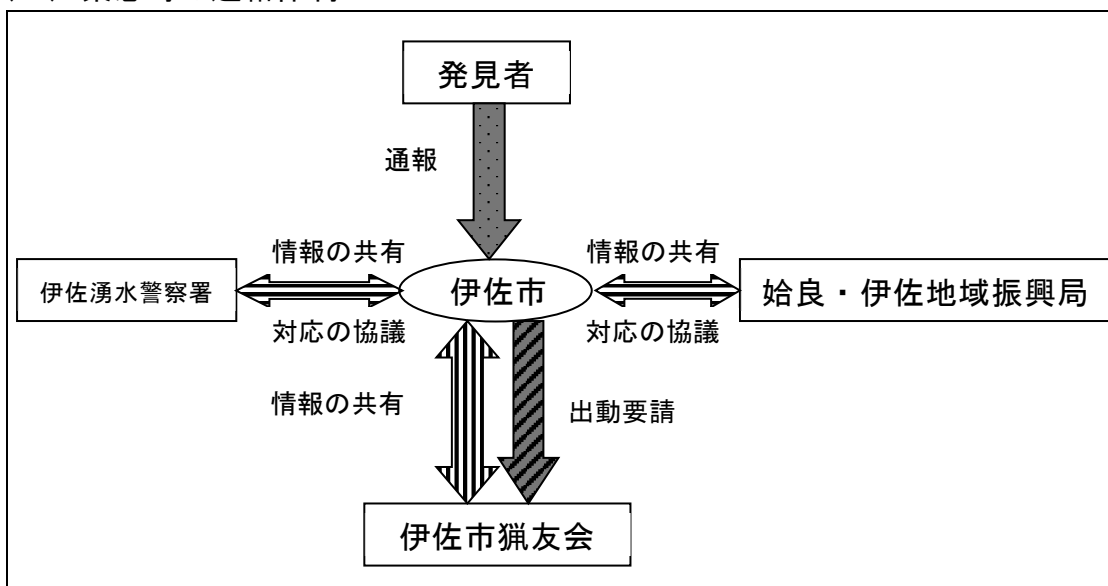 発見者
通報
情報の共有
情報の共有
伊佐湧水警察署
伊佐市
姶良・伊佐地域振興局
対応の協議
対応の協議
情報の共有
出動要請
伊佐市猟友会